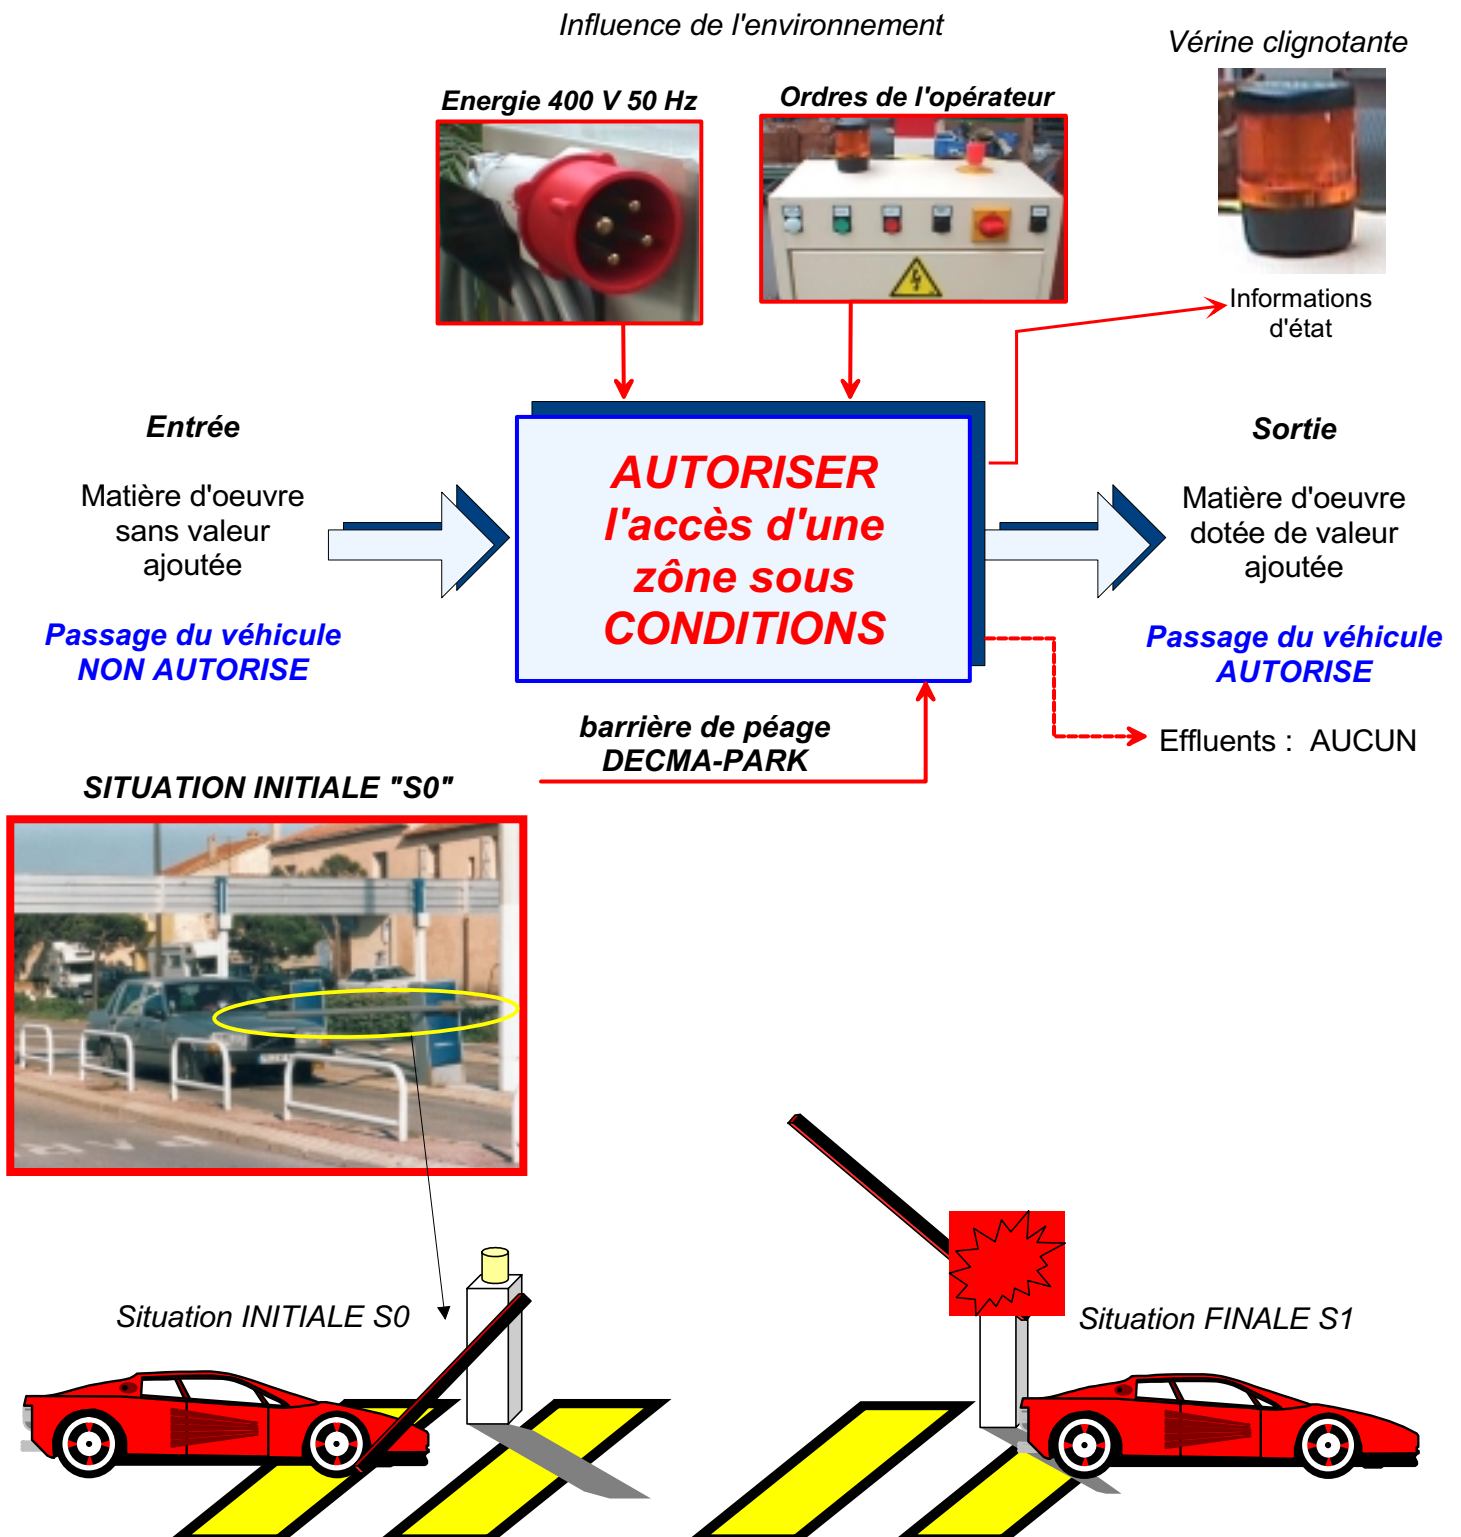 Influence de l'environnement
Vérine clignotante
Energie 400 V 50 Hz
Ordres de l'opérateur
Informations
d'état
Entrée
Matière d'oeuvre
sans valeur
ajoutée
Passage du véhicule
NON AUTORISE
AUTORISER
l'accès d'une
zône sous
CONDITIONS
Sortie
Matière d'oeuvre
dotée de valeur
ajoutée
Passage du véhicule
AUTORISE
barrière de péage
DECMA-PARK
Effluents : AUCUN
SITUATION INITIALE "S0"
Situation INITIALE S0
Situation FINALE S1